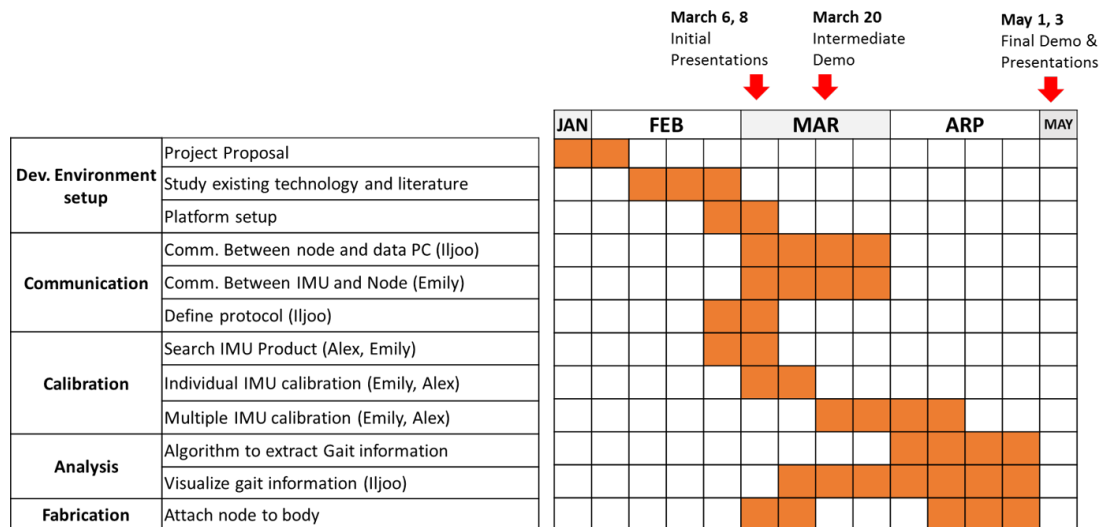 March 6, 8
Initial
Presentations
March 20
Intermediate
Demo
May 1, 3
Final Demo &
Presentations
JAN FEB MAR ARP MAY
Dev. Environment
setup
Project Proposal
Study existing technology and literature
Platform setup
Communication
Comm. Between node and data PC (Iljoo)
Comm. Between IMU and Node (Emily)
Define protocol (Iljoo)
Calibration
Search IMU Product (Alex, Emily)
Individual IMU calibration (Emily, Alex)
Multiple IMU calibration (Emily, Alex)
Analysis
Algorithm to extract Gait information
Visualize gait information (Iljoo)
Fabrication
Attach node to body